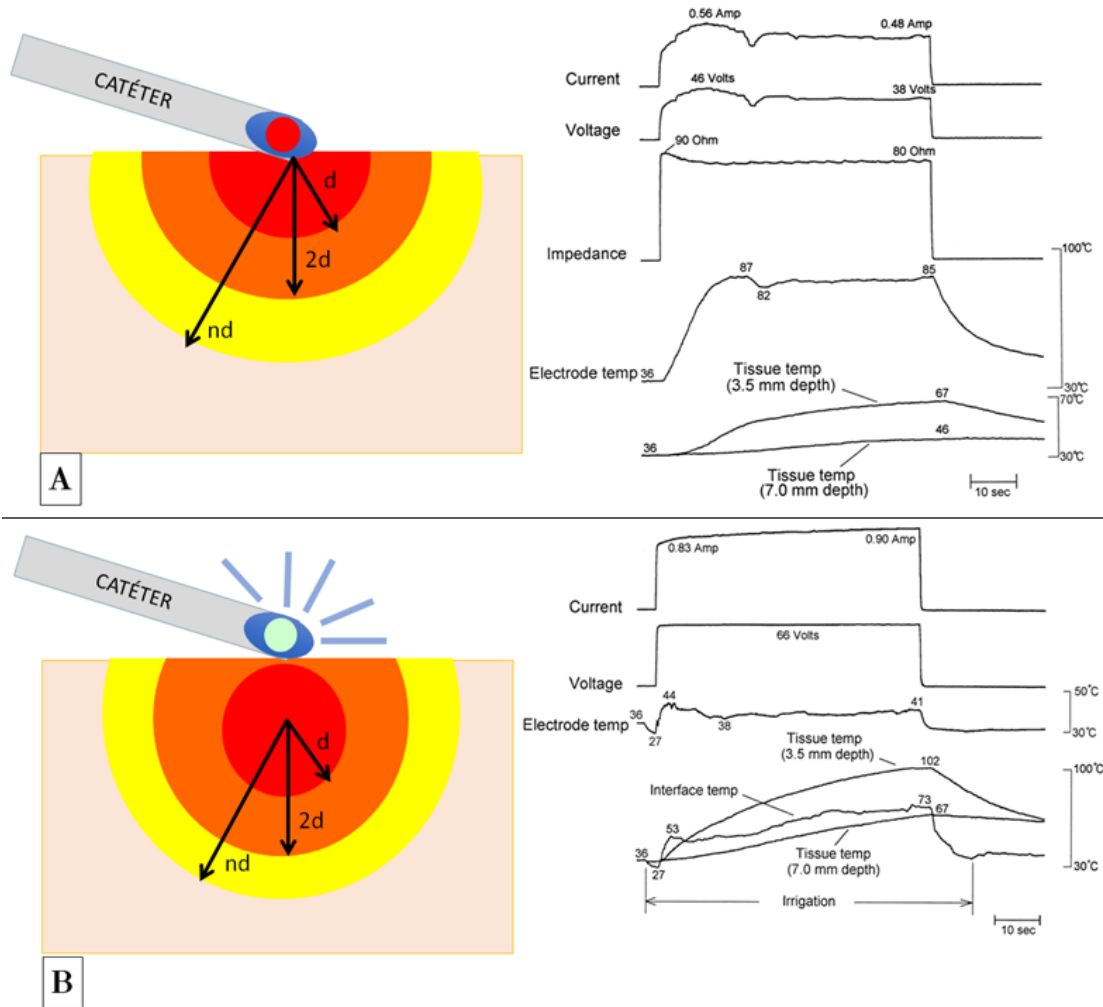 CATÉTER
d
2d
nd
A
0.56 Amp
0.48 Amp
Current
46 Volts
38 Volts
Voltage
90 Ohm
80 Ohm
Impedance
100°C
87
85
82
Electrode temp
36
30°C
Tissue temp
(3.5 mm depth)
67
70°C
46
36
30°C
Tissue temp
(7.0 mm depth)
10 sec
CATÉTER
d
2d
nd
B
0.83 Amp
0.90 Amp
Current
66 Volts
Voltage
50°C
44
41
36
Electrode temp
38
27
30°C
Tissue temp
(3.5 mm depth)
102
100°C
Interface temp
73
67
53
36
27
Tissue temp
(7.0 mm depth)
30°C
Irrigation
10 sec